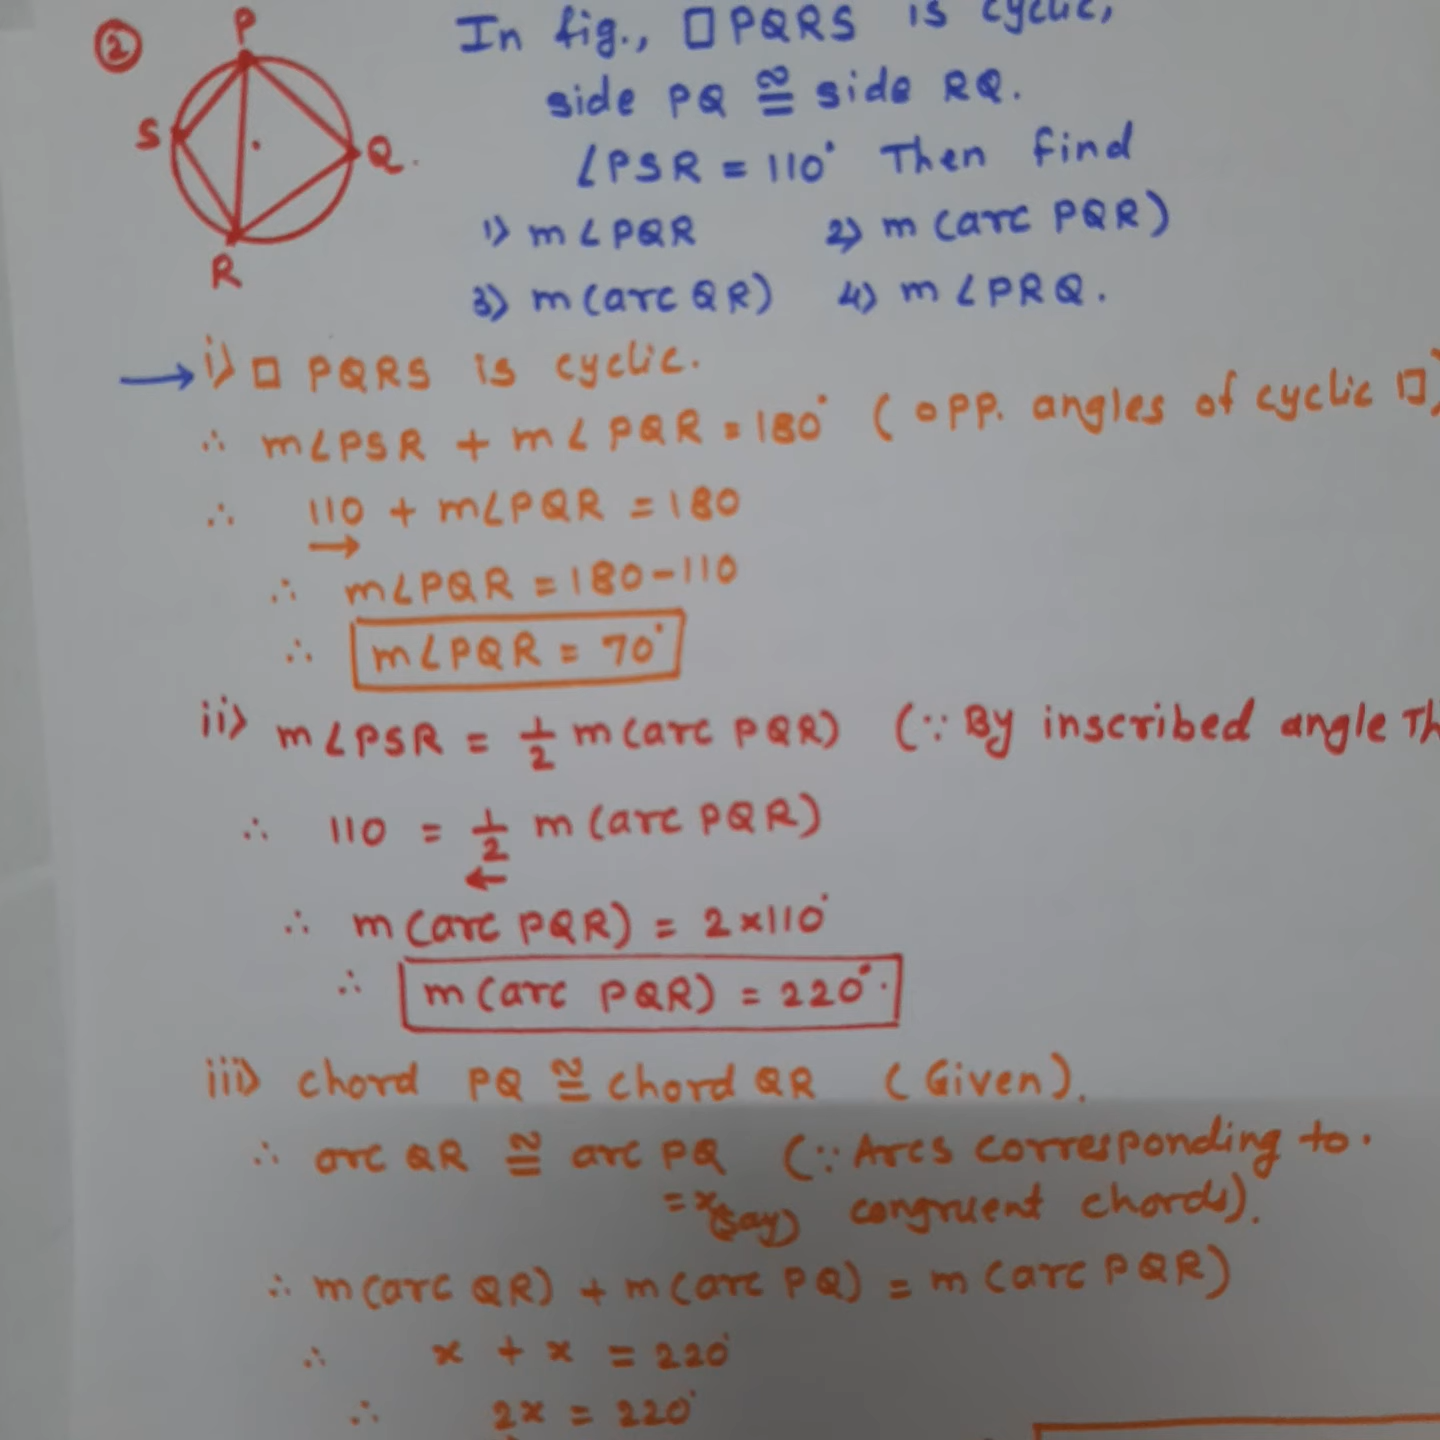 ② P S Q R
In fig., □ PQRS is cyclic,
side PQ ≅ side RQ.
∠PSR = 110° Then find
1) m∠PQR 2) m (arc PQR)
3) m (arc QR) 4) m ∠PRQ.
→ i) □ PQRS is cyclic.
∴ m∠PSR + m∠PQR = 180° (opp. angles of cyclic □)
∴ 110 + m∠PQR = 180
∴ m∠PQR = 180-110
∴ m∠PQR = 70°
ii) m∠PSR = 1/2 m(arc PQR) (∵ By inscribed angle Th
∴ 110 = 1/2 m(arc PQR)
∴ m(arc PQR) = 2×110°
∴ m(arc PQR) = 220°.
iii) chord PQ ≅ chord QR (Given).
∴ arc QR ≅ arc PQ (∵ Arcs corresponding to
= x (say) congruent chords).
∴ m(arc QR) + m(arc PQ) = m(arc PQR)
∴ x + x = 220°
∴ 2x = 220°